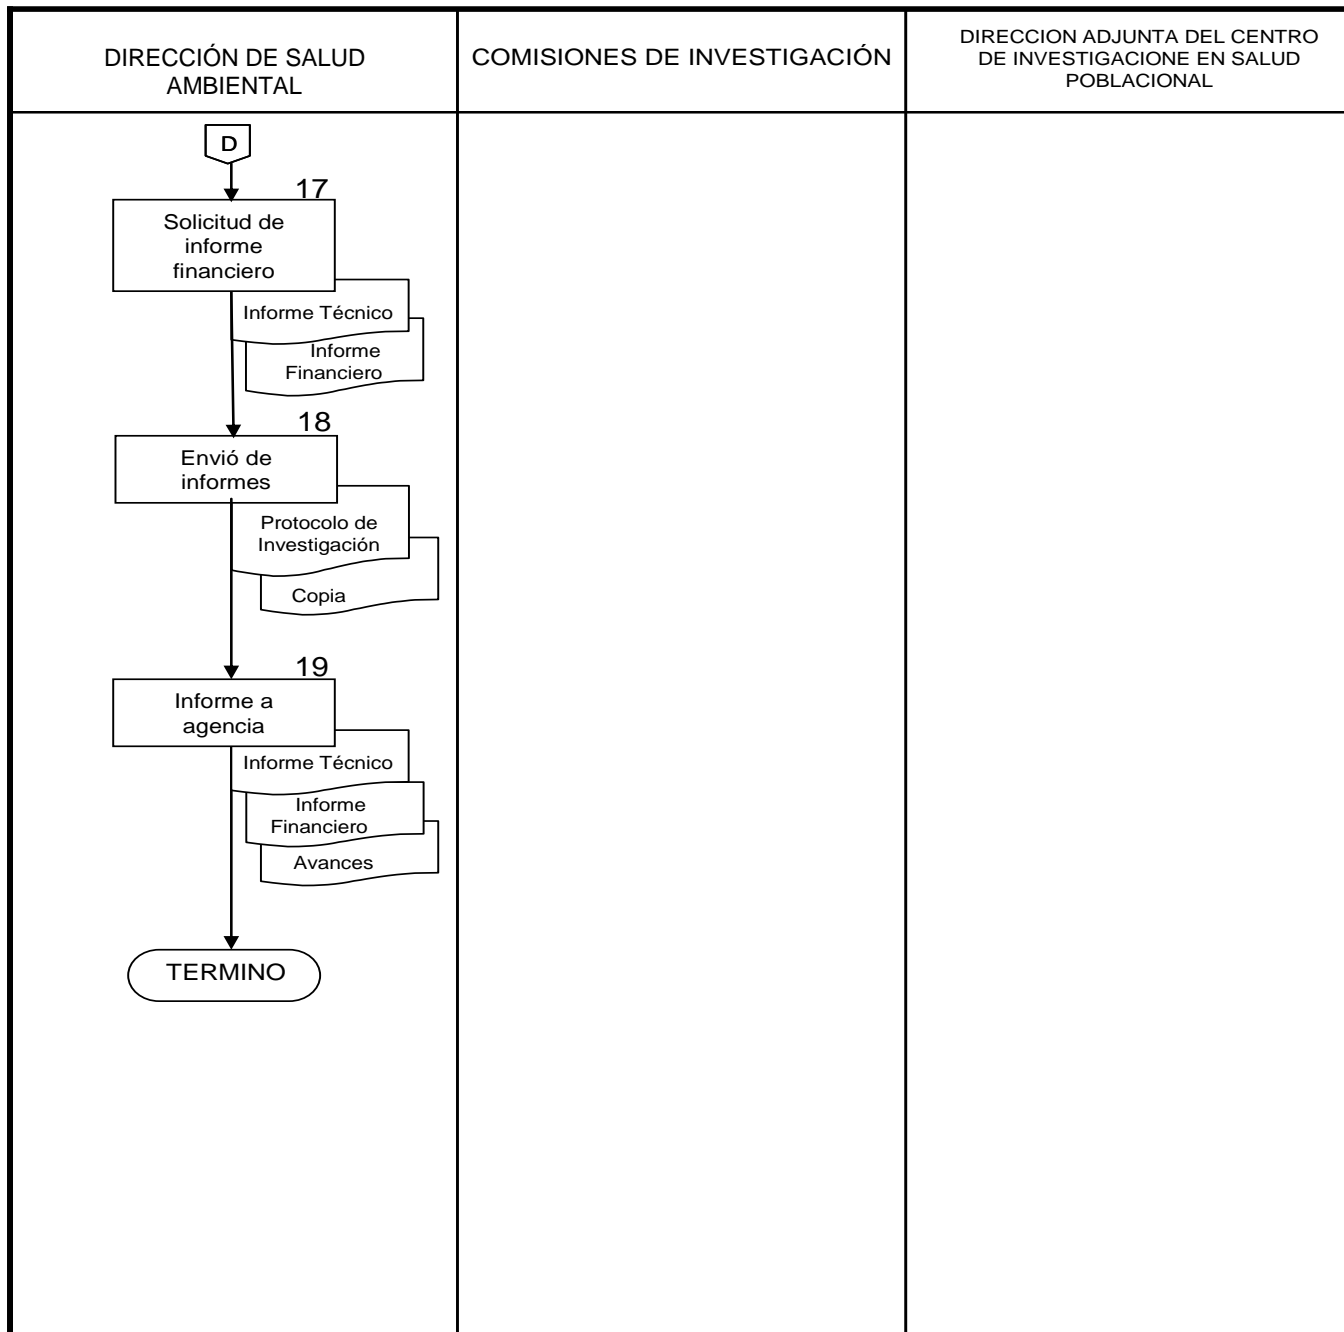 DIRECCIÓN DE SALUD
AMBIENTAL
COMISIONES DE INVESTIGACIÓN
DIRECCION ADJUNTA DEL CENTRO
DE INVESTIGACIONE EN SALUD
POBLACIONAL
D
17
Solicitud de
informe
financiero
Informe Técnico
Informe
Financiero
18
Envió de
informes
Protocolo de
Investigación
Copia
19
Informe a
agencia
Informe Técnico
Informe
Financiero
Avances
TERMINO